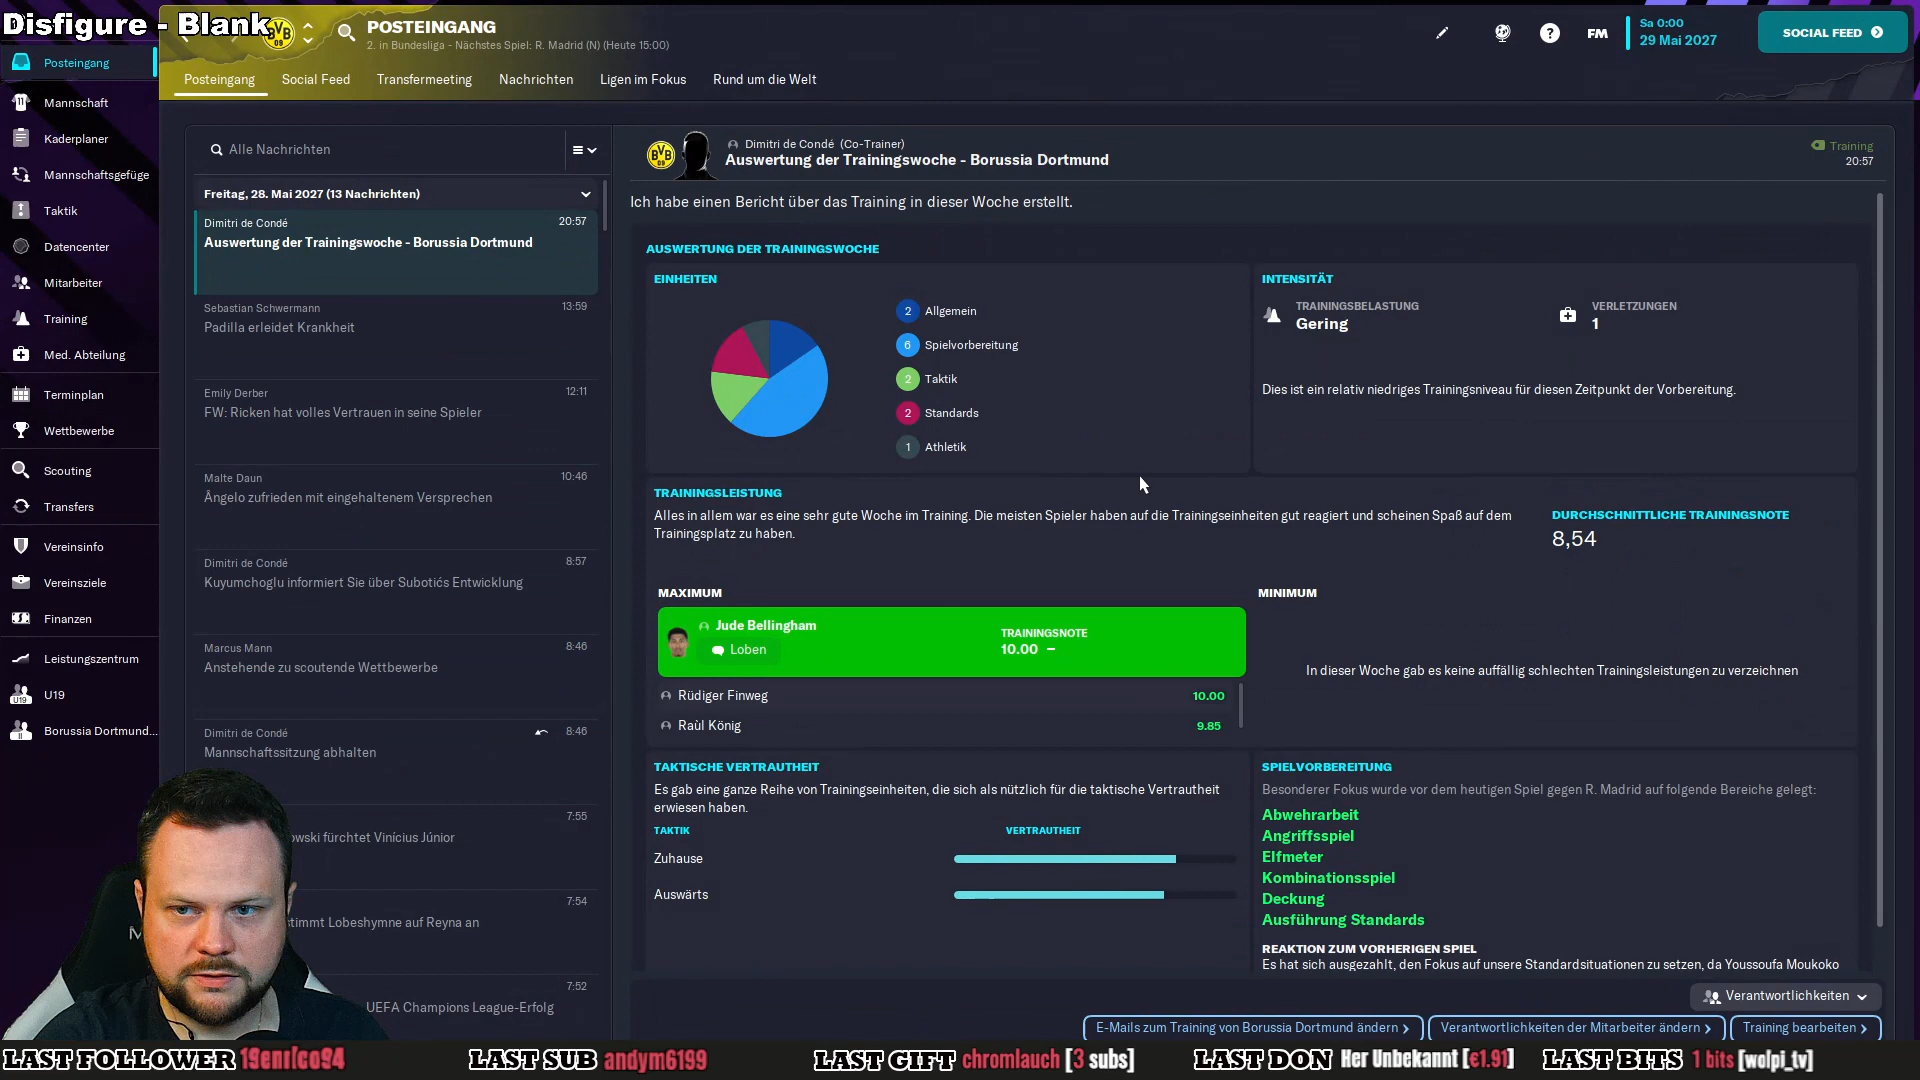 Disfigure - Blank
POSTEINGANG
2. in Bundesliga - Nächstes Spiel: R. Madrid (N) (Heute 15:00)
FM
Sa 0:00
29 Mai 2027
SOCIAL FEED
Posteingang
Social Feed
Transfermeeting
Nachrichten
Ligen im Fokus
Rund um die Welt
Posteingang
Mannschaft
Kaderplaner
Mannschaftsgefüge
Taktik
Datencenter
Mitarbeiter
Training
Med. Abteilung
Terminplan
Wettbewerbe
Scouting
Transfers
Vereinsinfo
Vereinsziele
Finanzen
Leistungszentrum
U19
Borussia Dortmund...
Alle Nachrichten
Freitag, 28. Mai 2027 (13 Nachrichten)
Dimitri de Condé 20:57
Auswertung der Trainingswoche - Borussia Dortmund
Sebastian Schwermann 13:59
Padilla erleidet Krankheit
Emily Derber 12:11
FW: Ricken hat volles Vertrauen in seine Spieler
Malte Daun 10:46
Ângelo zufrieden mit eingehaltenem Versprechen
Dimitri de Condé 8:57
Kuyumchoglu informiert Sie über Subotićs Entwicklung
Marcus Mann 8:46
Anstehende zu scoutende Wettbewerbe
Dimitri de Condé 8:46
Mannschaftssitzung abhalten
7:55
owski fürchtet Vinícius Júnior
7:54
stimmt Lobeshymne auf Reyna an
7:52
UEFA Champions League-Erfolg
Dimitri de Condé (Co-Trainer)
Auswertung der Trainingswoche - Borussia Dortmund
Training
20:57
Ich habe einen Bericht über das Training in dieser Woche erstellt.
AUSWERTUNG DER TRAININGSWOCHE
EINHEITEN
2 Allgemein
6 Spielvorbereitung
2 Taktik
2 Standards
1 Athletik
INTENSITÄT
TRAININGSBELASTUNG
Gering
VERLETZUNGEN
1
Dies ist ein relativ niedriges Trainingsniveau für diesen Zeitpunkt der Vorbereitung.
TRAININGSLEISTUNG
Alles in allem war es eine sehr gute Woche im Training. Die meisten Spieler haben auf die Trainingseinheiten gut reagiert und scheinen Spaß auf dem
Trainingsplatz zu haben.
DURCHSCHNITTLICHE TRAININGSNOTE
8,54
MAXIMUM
Jude Bellingham
Loben
TRAININGSNOTE
10.00 –
Rüdiger Finweg 10.00
Raùl König 9.85
MINIMUM
In dieser Woche gab es keine auffällig schlechten Trainingsleistungen zu verzeichnen
TAKTISCHE VERTRAUTHEIT
Es gab eine ganze Reihe von Trainingseinheiten, die sich als nützlich für die taktische Vertrautheit
erwiesen haben.
TAKTIK VERTRAUTHEIT
Zuhause
Auswärts
SPIELVORBEREITUNG
Besonderer Fokus wurde vor dem heutigen Spiel gegen R. Madrid auf folgende Bereiche gelegt:
Abwehrarbeit
Angriffsspiel
Elfmeter
Kombinationsspiel
Deckung
Ausführung Standards
REAKTION ZUM VORHERIGEN SPIEL
Es hat sich ausgezahlt, den Fokus auf unsere Standardsituationen zu setzen, da Youssoufa Moukoko
Verantwortlichkeiten
E-Mails zum Training von Borussia Dortmund ändern
Verantwortlichkeiten der Mitarbeiter ändern
Training bearbeiten
LAST FOLLOWER 19enrico94
LAST SUB andym6199
LAST GIFT chromlauch [3 subs]
LAST DON Her Unbekannt [€1.91]
LAST BITS 1 bits [wolpi_tv]